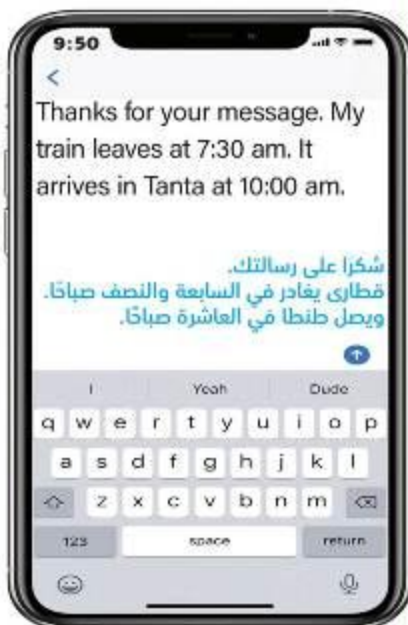 9:50
Thanks for your message. My
train leaves at 7:30 am. It
arrives in Tanta at 10:00 am.
شكرا على رسالتك.
قطارى يغادر في السابعة والنصف صباحًا.
ويصل طنطا في العاشرة صباحًا.
I Yeah Dude
q w e r t y u i o p
a s d f g h j k l
z x c v b n m
123 space return